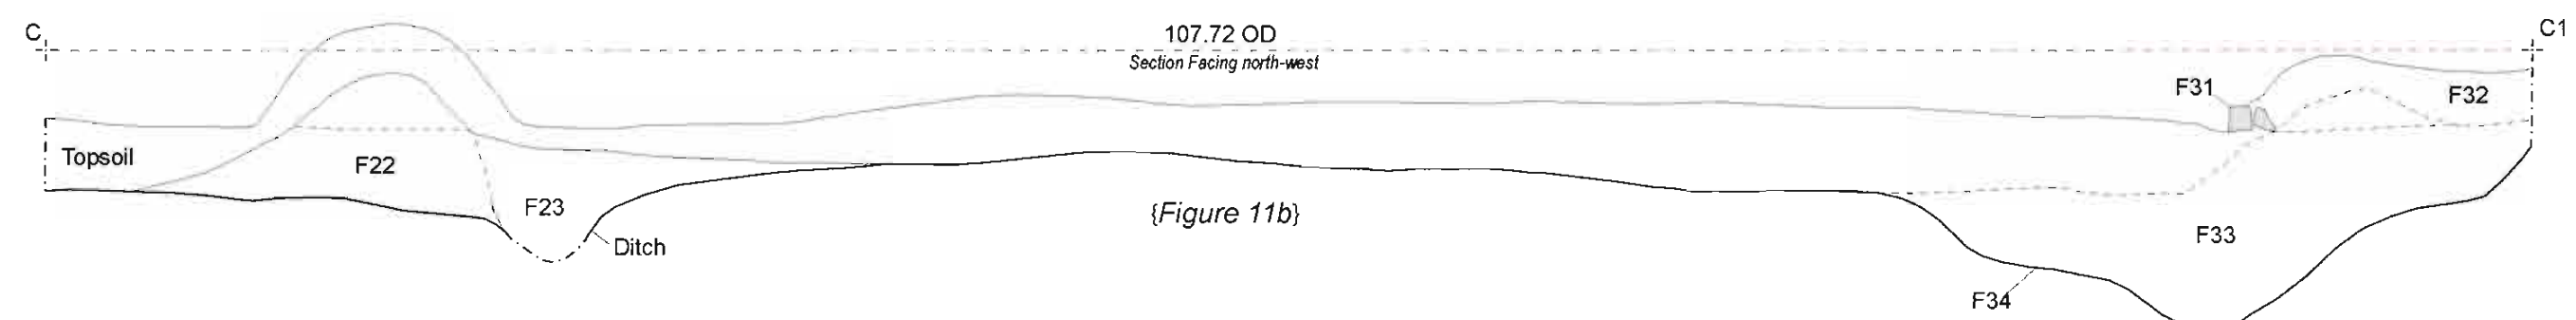 C
107.72 OD
C1
Section Facing north-west
F31
F32
Topsoil
F22
F23
{Figure 11b}
F33
Ditch
F34